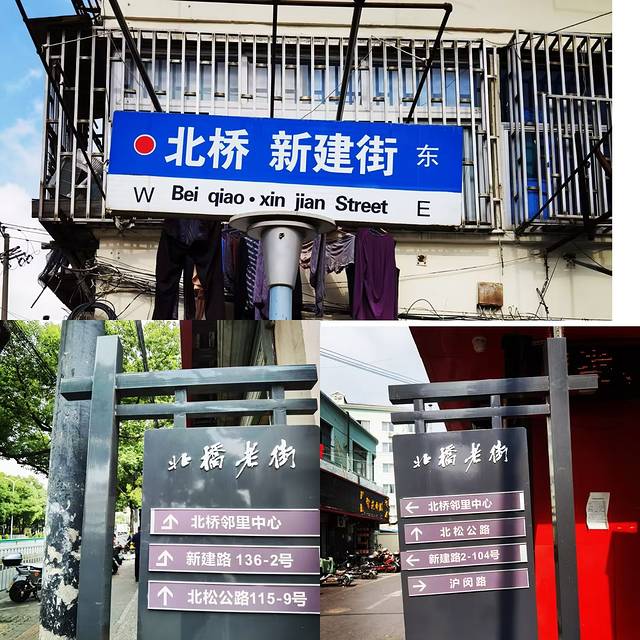 北桥 新建街 东
W Bei qiao·xin jian Street E
北橋老街
北桥邻里中心
新建路 136-2号
北松公路115-9号
北橋老街
北桥邻里中心
北松公路
新建路2-104号
沪闵路